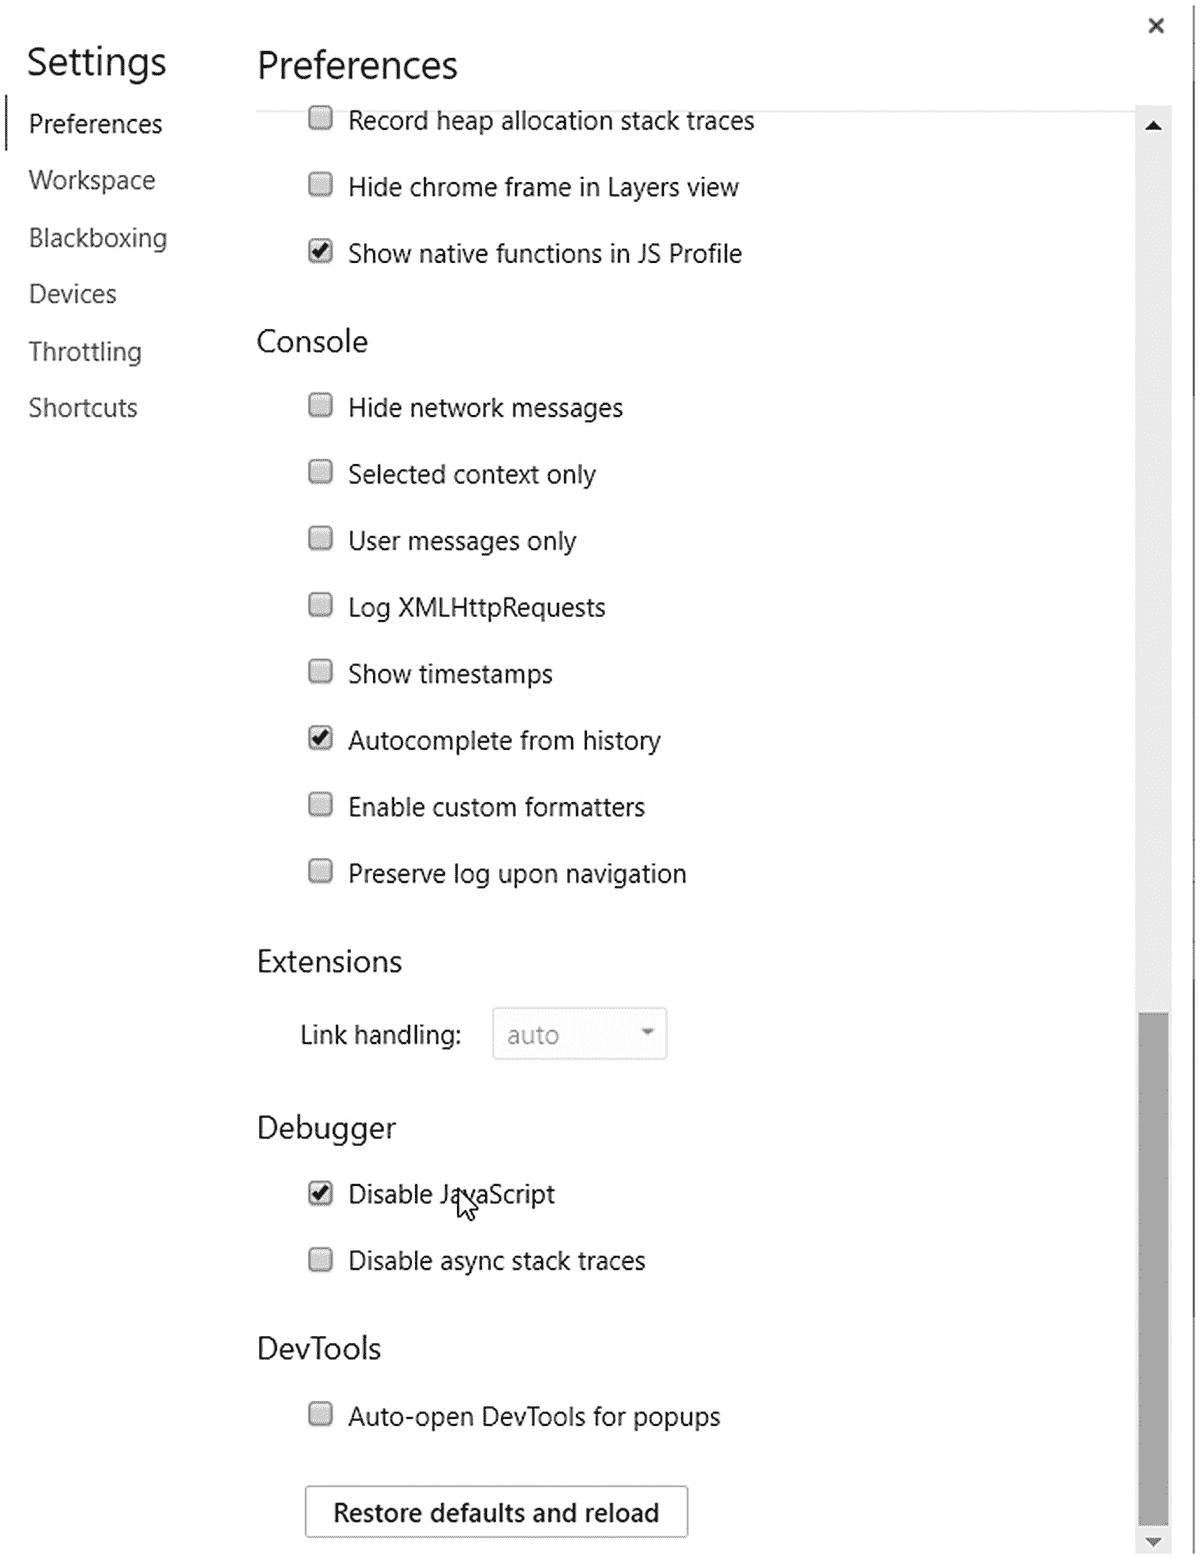 Settings
Preferences
Workspace
Blackboxing
Devices
Throttling
Shortcuts
Preferences
Record heap allocation stack traces
Hide chrome frame in Layers view
Show native functions in JS Profile
Console
Hide network messages
Selected context only
User messages only
Log XMLHttpRequests
Show timestamps
Autocomplete from history
Enable custom formatters
Preserve log upon navigation
Extensions
Link handling: auto
Debugger
Disable JavaScript
Disable async stack traces
DevTools
Auto-open DevTools for popups
Restore defaults and reload